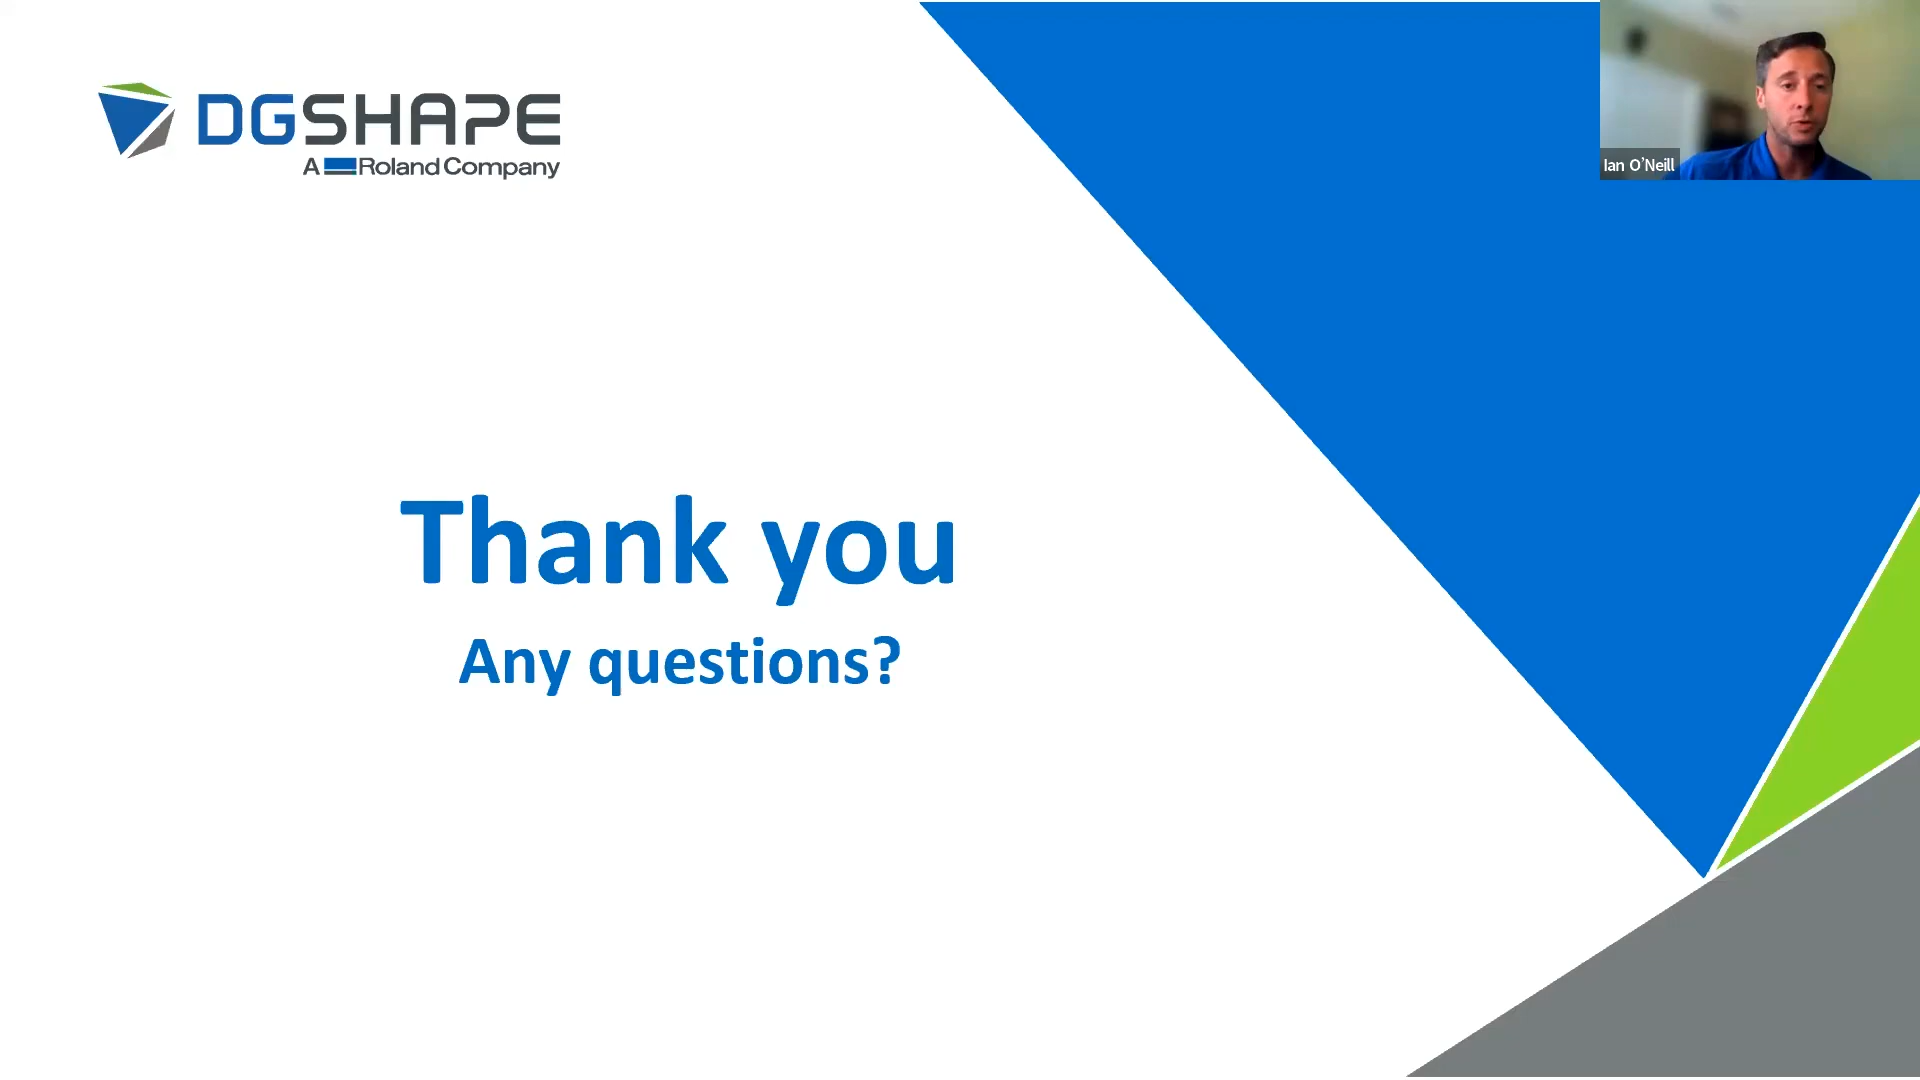 DGSHAPE
A Roland Company
Ian O’Neill
Thank you
Any questions?